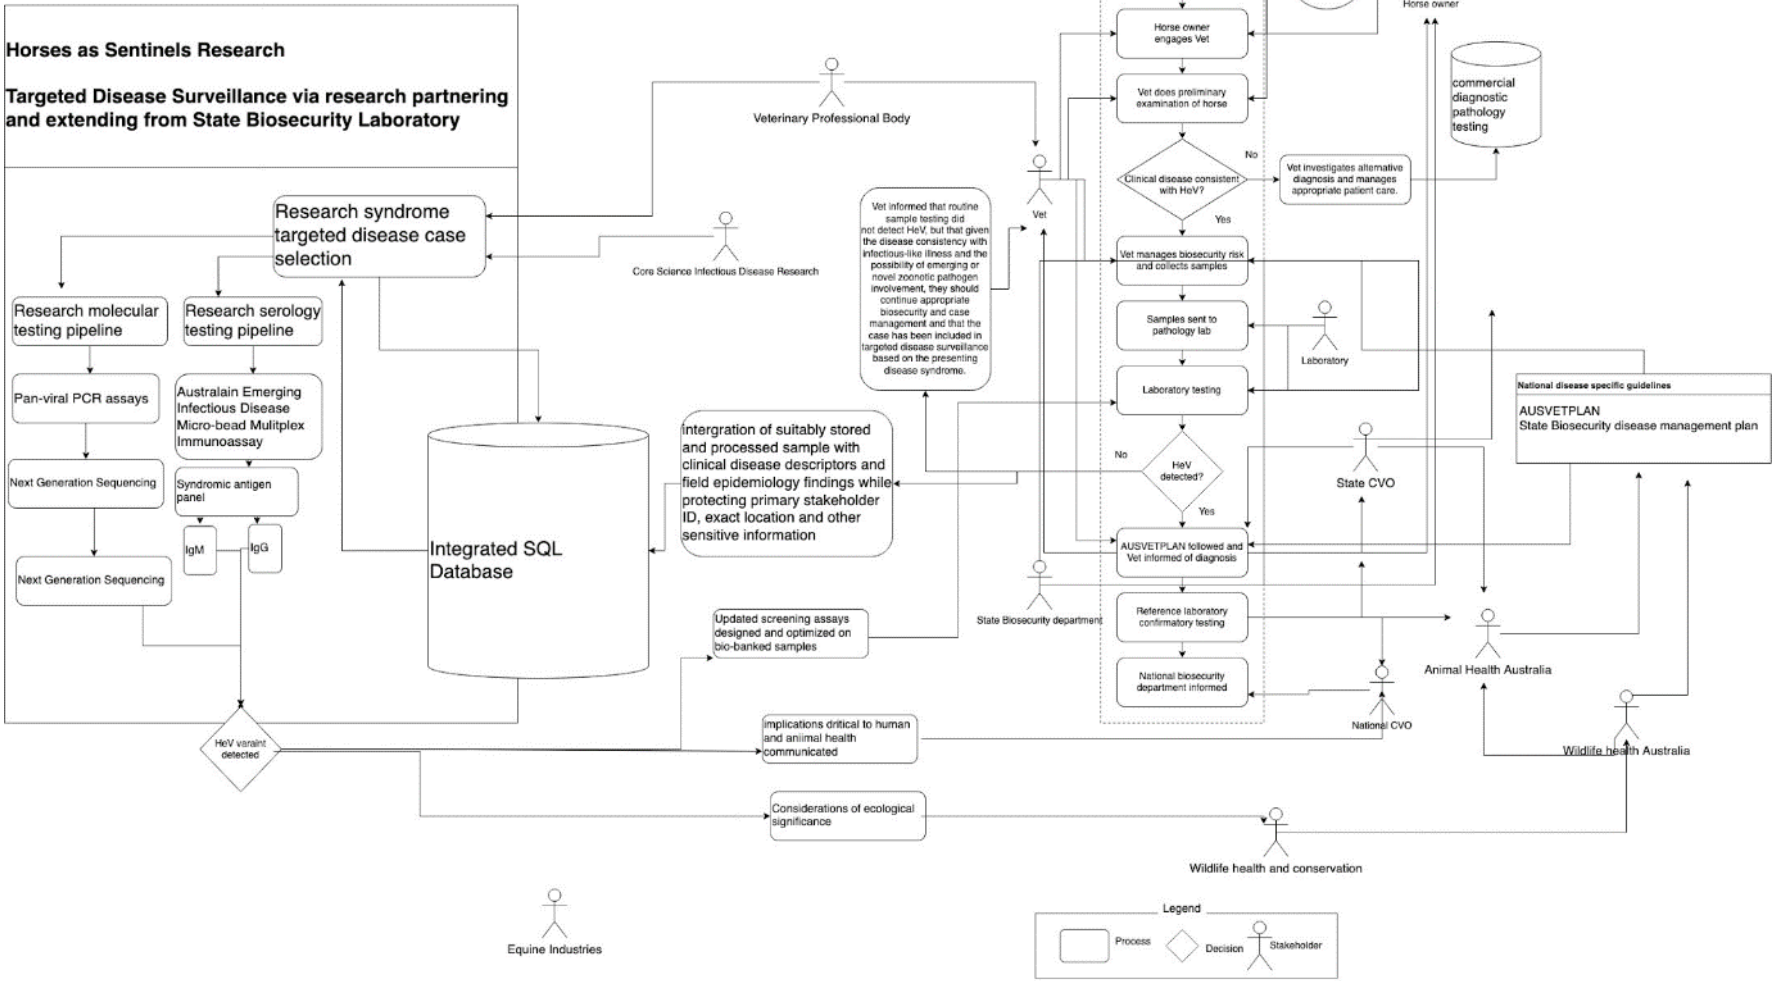 Horses as Sentinels Research
Targeted Disease Surveillance via research partnering
and extending from State Biosecurity Laboratory
Research syndrome
targeted disease case
selection
Research molecular
testing pipeline
Research serology
testing pipeline
Pan-viral PCR assays
Australain Emerging
Infectious Disease
Micro-bead Mulitplex
Immunoassay
Next Generation Sequencing
Syndromic antigen
panel
IgM
IgG
Next Generation Sequencing
HeV varaint
detected
Integrated SQL
Database
Veterinary Professional Body
Core Science Infectious Disease Research
Vet informed that routine
sample testing did
not detect HeV, but that given
the disease consistency with
infectious-like illness and the
possibility of emerging or
novel zoonotic pathogen
involvement, they should
continue appropriate
biosecurity and case
management and that the
case has been included in
targeted disease surveillance
based on the presenting
disease syndrome.
intergration of suitably stored
and processed sample with
clinical disease descriptors and
field epidemiology findings while
protecting primary stakeholder
ID, exact location and other
sensitive information
Updated screening assays
designed and optimized on
bio-banked samples
implications dritical to human
and aniimal health
communicated
Considerations of ecological
significance
Equine Industries
Vet
State Biosecurity department
Horse owner
engages Vet
Vet does preliminary
examination of horse
Clinical disease consistent
with HeV?
No
Yes
Vet investigates alternative
diagnosis and manages
appropriate patient care.
Vet manages biosecurity risk
and collects samples
Samples sent to
pathology lab
Laboratory testing
HeV
detected?
No
Yes
AUSVETPLAN followed and
Vet informed of diagnosis
Reference laboratory
confirmatory testing
National biosecurity
department informed
Horse owner
commercial
diagnostic
pathology
testing
Laboratory
State CVO
National disease specific guidelines
AUSVETPLAN
State Biosecurity disease management plan
Animal Health Australia
National CVO
Wildlife health Australia
Wildlife health and conservation
Legend
Process
Decision
Stakeholder